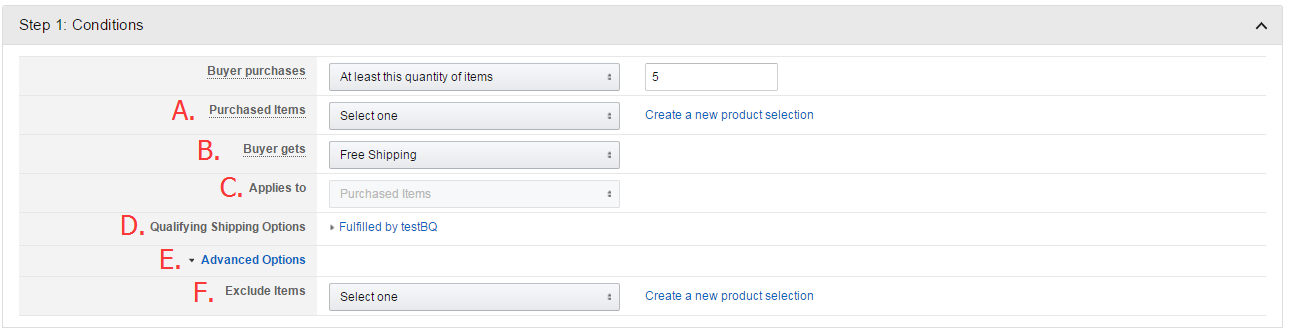 Step 1: Conditions
Buyer purchases At least this quantity of items 5
A. Purchased Items Select one Create a new product selection
B. Buyer gets Free Shipping
C. Applies to Purchased Items
D. Qualifying Shipping Options Fulfilled by testBQ
E. Advanced Options
F. Exclude Items Select one Create a new product selection